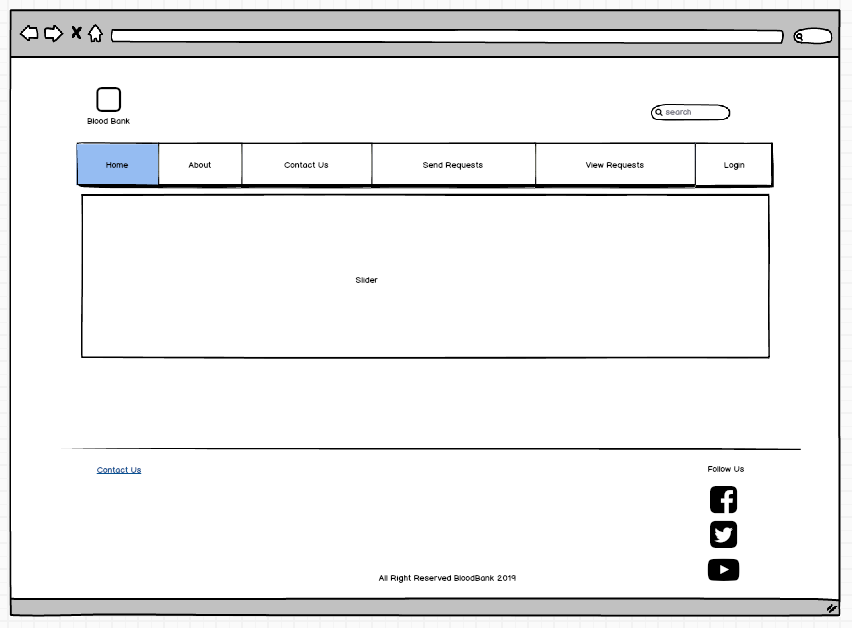 Blood Bank
search
Home
About
Contact Us
Send Requests
View Requests
Login
Slider
Contact Us
Follow Us
All Right Reserved BloodBank 2019